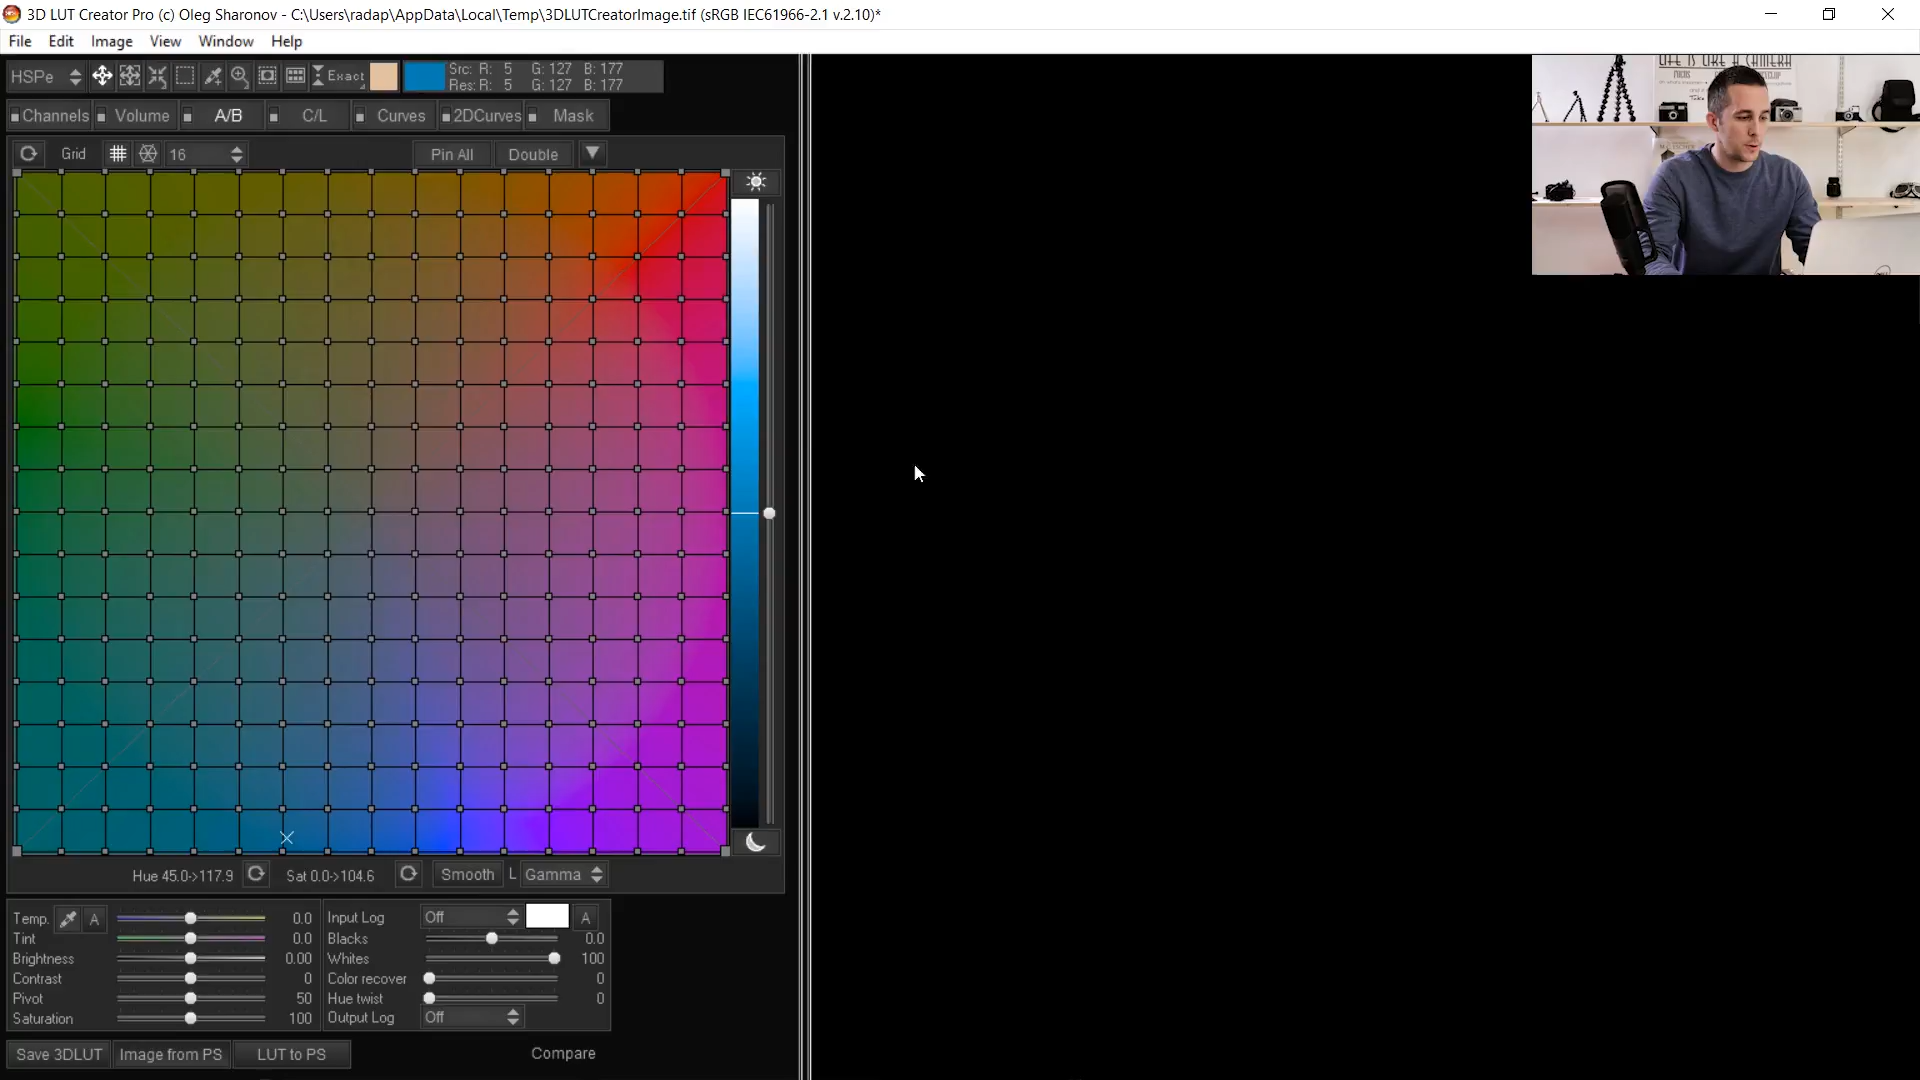 3D LUT Creator Pro (c) Oleg Sharonov - C:\Users\radap\AppData\Local\Temp\3DLUTCreatorImage.tif (sRGB IEC61966-2.1 v.2.10)*
File Edit Image View Window Help
HSPe Exact Src: R: 5 G: 127 B: 177
Res: R: 5 G: 127 B: 177
Channels Volume A/B C/L Curves 2DCurves Mask
Grid 16 Pin All Double
Hue 45.0->117.9 Sat 0.0->104.6 Smooth L Gamma
Temp. A 0.0 Input Log Off A
Tint 0.0 Blacks 0.0
Brightness 0.00 Whites 100
Contrast 0 Color recover 0
Pivot 50 Hue twist 0
Saturation 100 Output Log Off
Save 3DLUT Image from PS LUT to PS Compare
LIFE IS LIKE A CAMERA